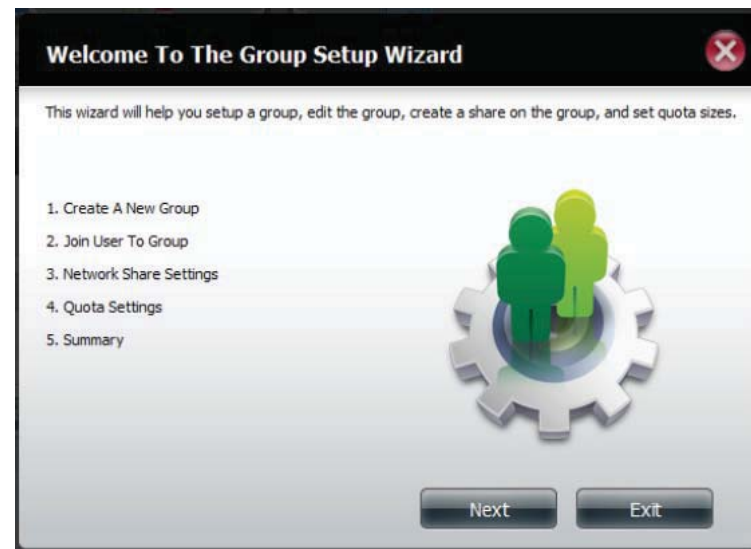 Welcome To The Group Setup Wizard
This wizard will help you setup a group, edit the group, create a share on the group, and set quota sizes.
1. Create A New Group
2. Join User To Group
3. Network Share Settings
4. Quota Settings
5. Summary
Next
Exit